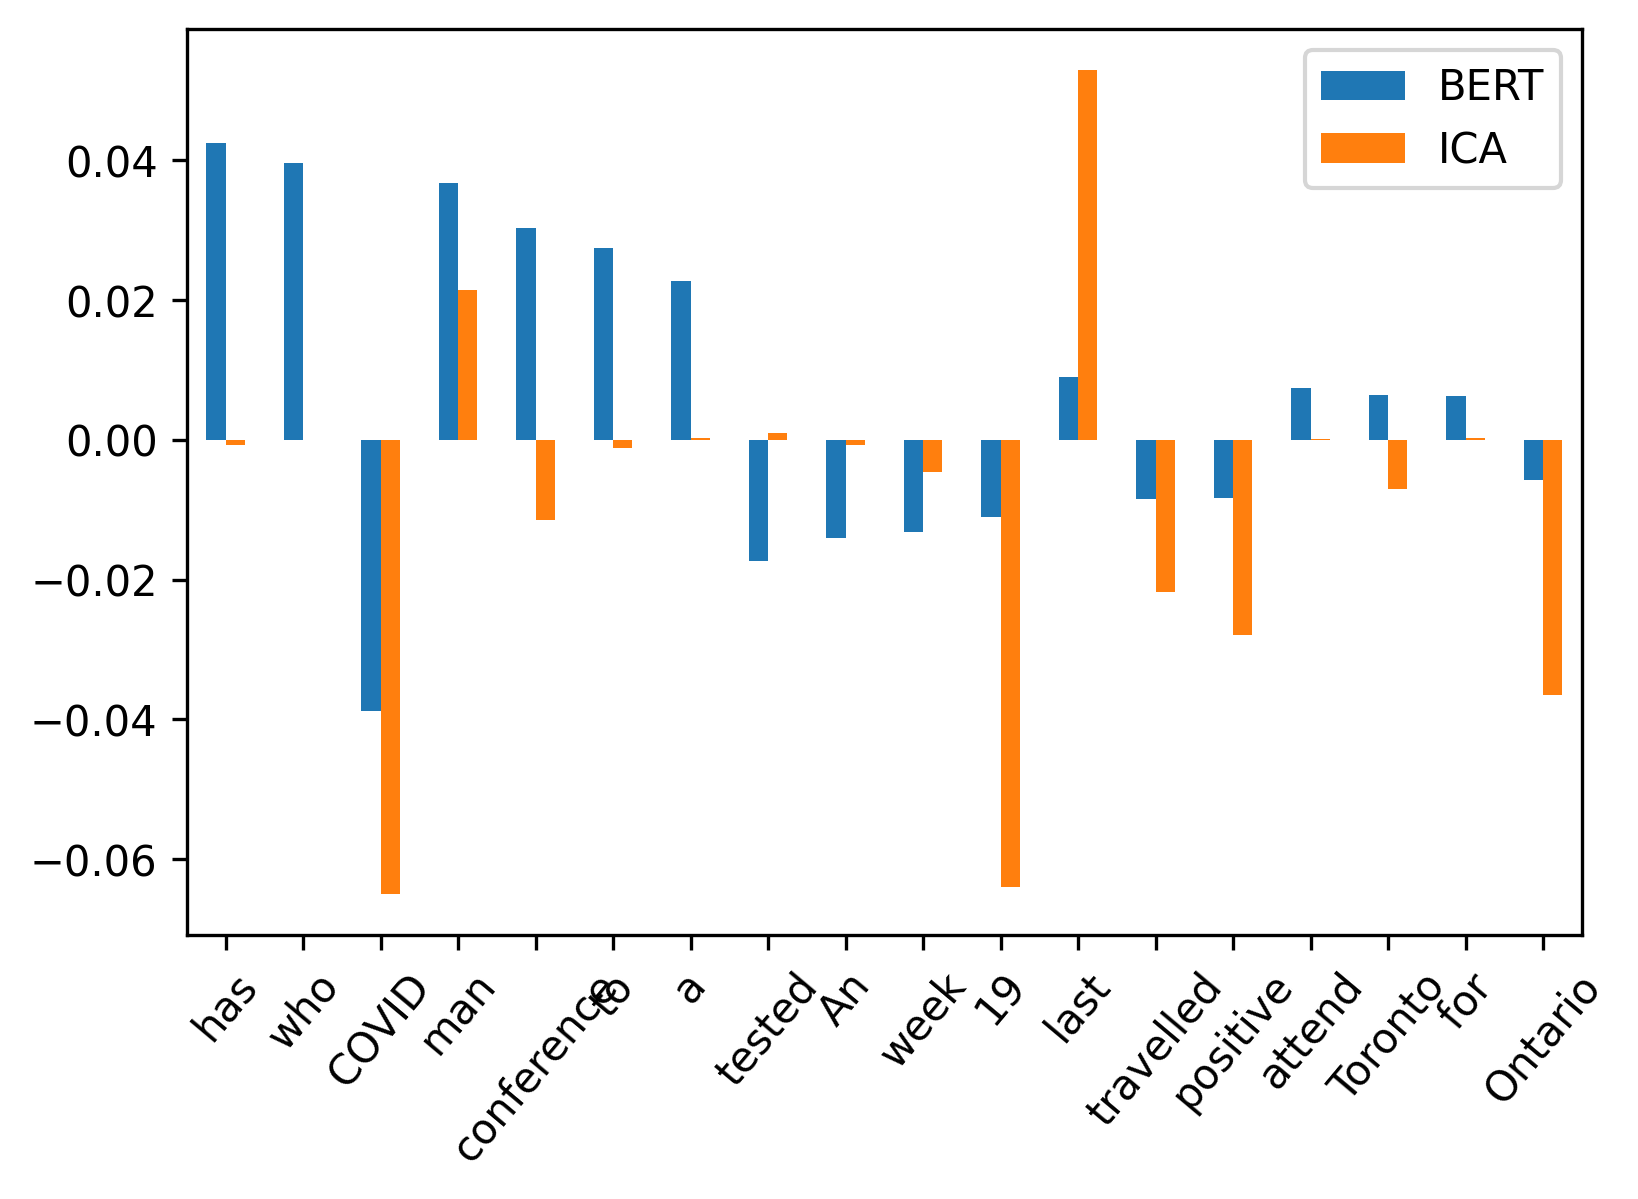 BERT
ICA
0.04
0.02
0.00
−0.02
−0.04
−0.06
has
who
COVID
man
conference
to
a
tested
An
week
19
last
travelled
positive
attend
Toronto
for
Ontario